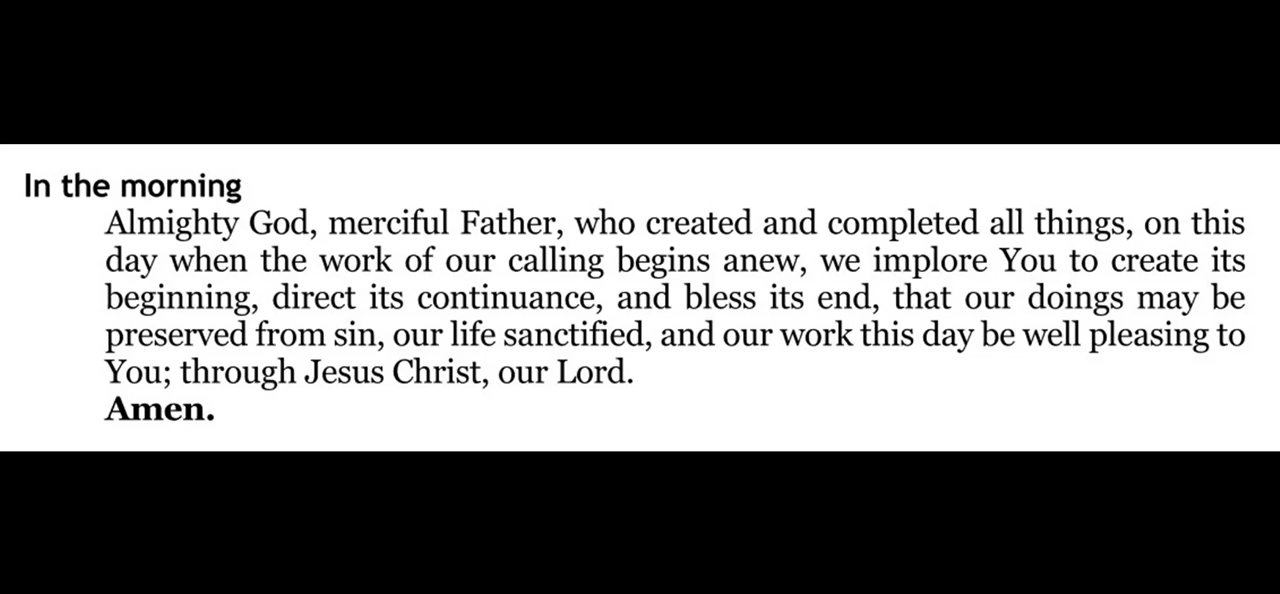 In the morning
Almighty God, merciful Father, who created and completed all things, on this
day when the work of our calling begins anew, we implore You to create its
beginning, direct its continuance, and bless its end, that our doings may be
preserved from sin, our life sanctified, and our work this day be well pleasing to
You; through Jesus Christ, our Lord.
Amen.